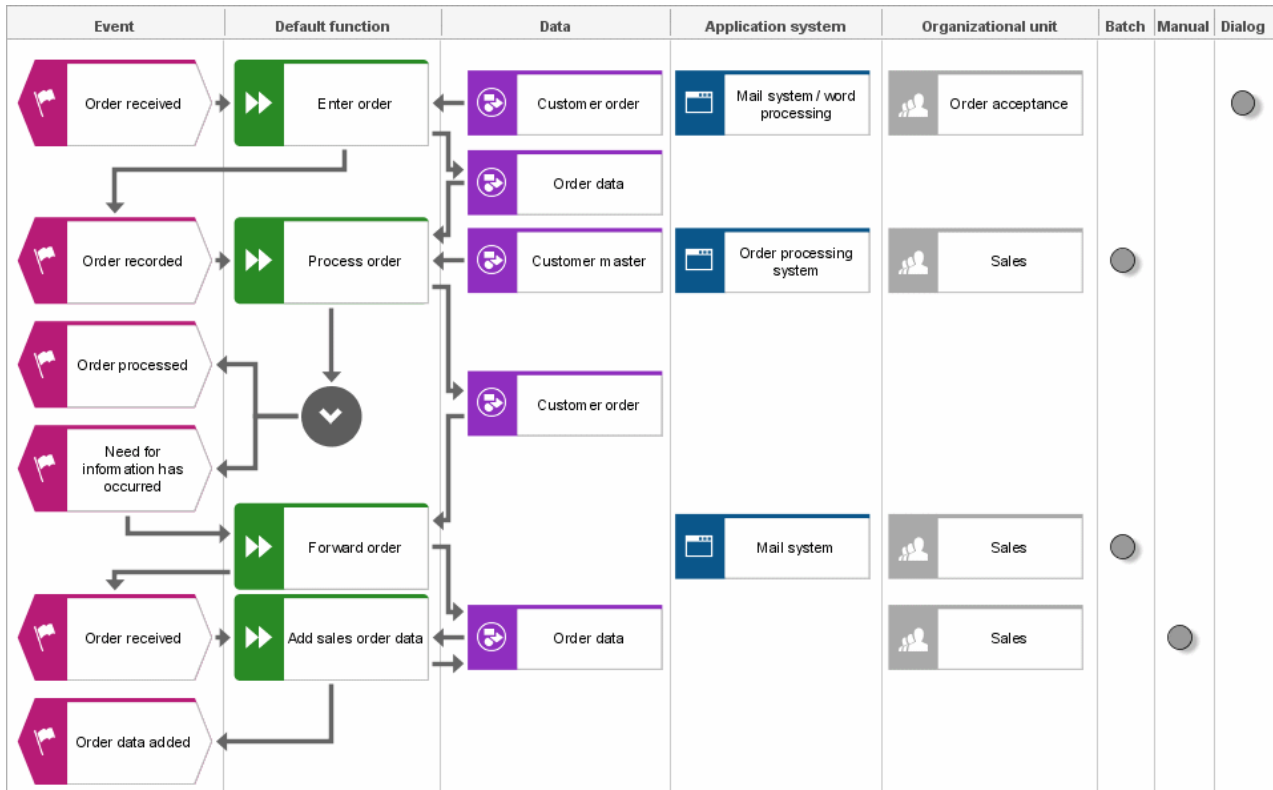 Event Default function Data Application system Organizational unit Batch Manual Dialog
Order received
Enter order
Customer order
Mail system / word
processing
Order acceptance
Order data
Order recorded
Process order
Customer master
Order processing
system
Sales
Order processed
Customer order
Need for
information has
occurred
Forward order
Mail system
Sales
Order received
Add sales order data
Order data
Sales
Order data added